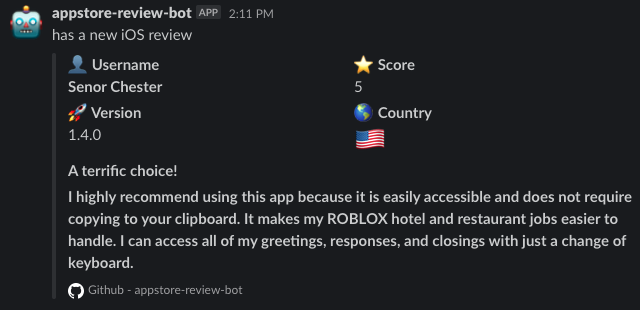 appstore-review-bot APP 2:11 PM
has a new iOS review
Username
Score
Senor Chester
5
Version
Country
1.4.0
A terrific choice!
I highly recommend using this app because it is easily accessible and does not require
copying to your clipboard. It makes my ROBLOX hotel and restaurant jobs easier to
handle. I can access all of my greetings, responses, and closings with just a change of
keyboard.
Github - appstore-review-bot